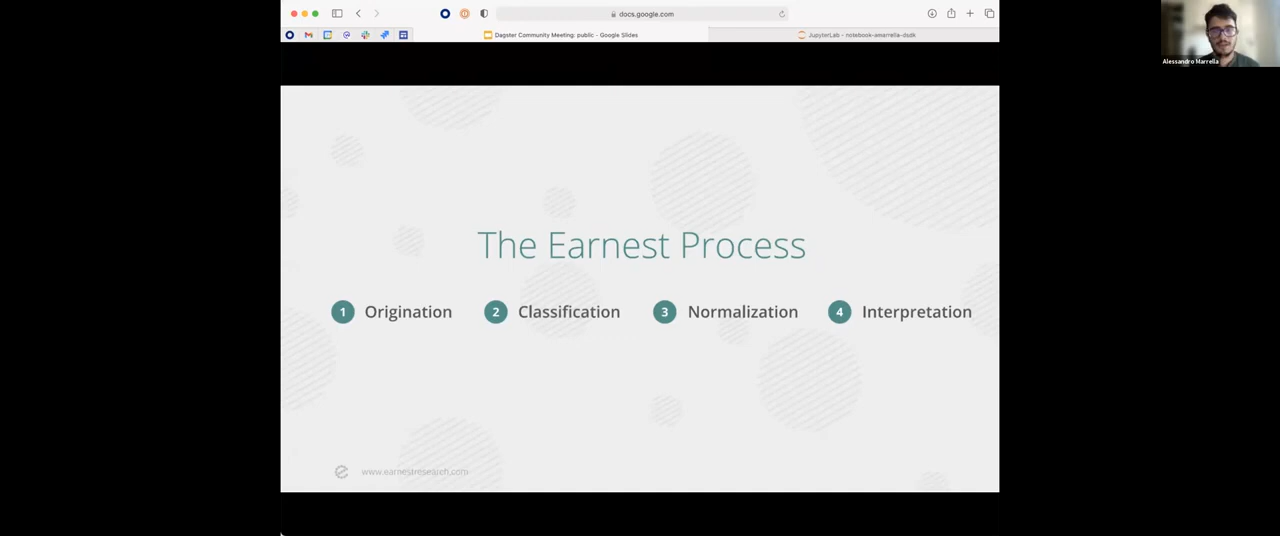 docs.google.com
Dagster Community Meeting: public - Google Slides
JupyterLab - notebook-amarrella-dsdk
Alessandro Marrella
The Earnest Process
1 Origination 2 Classification 3 Normalization 4 Interpretation
www.earnestresearch.com